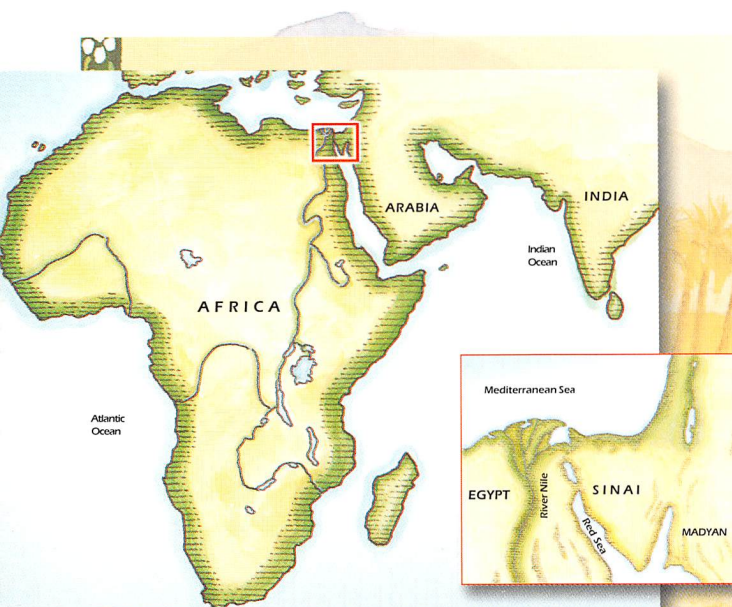 ARABIA
INDIA
Indian
Ocean
AFRICA
Atlantic
Ocean
Mediterranean Sea
EGYPT
River Nile
SINAI
Red Sea
MADYAN